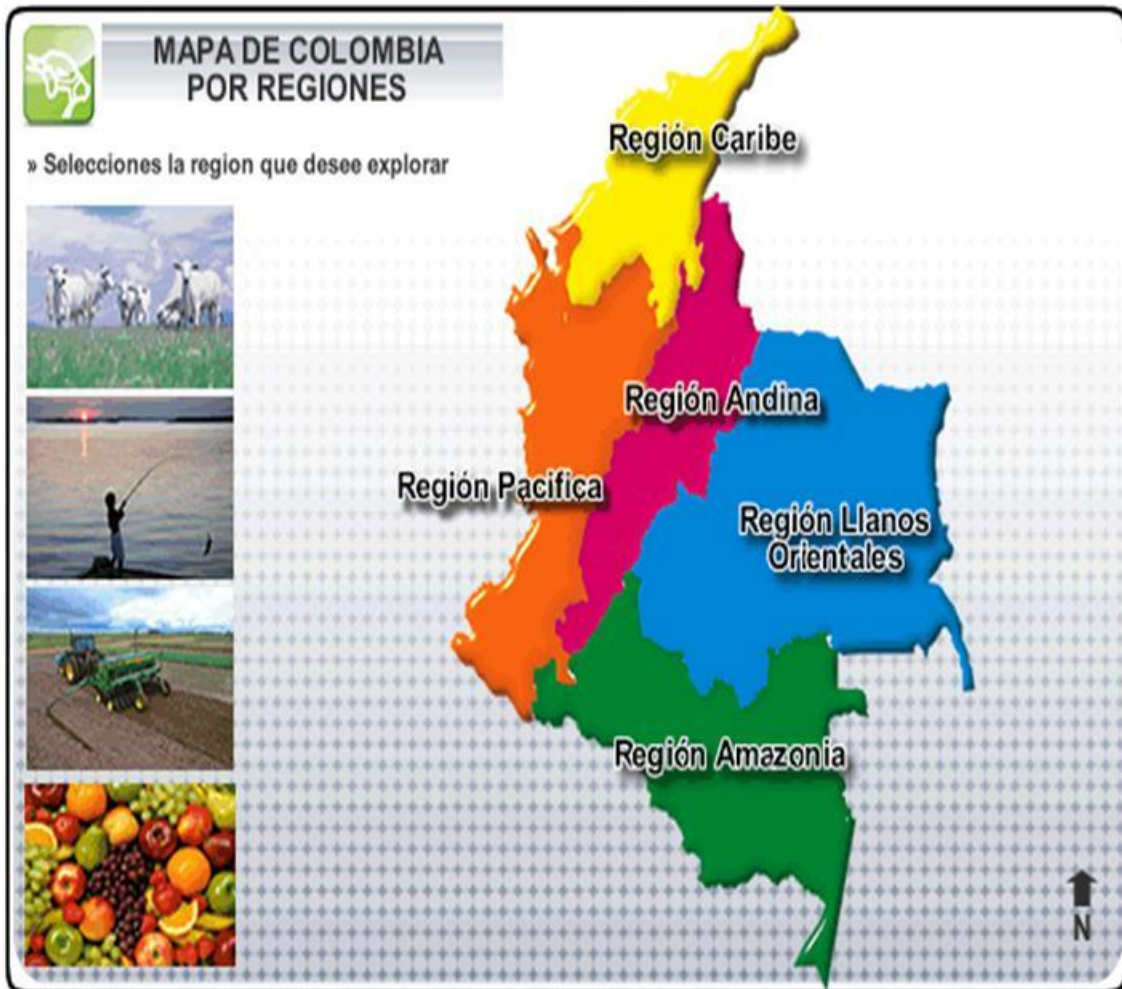 MAPA DE COLOMBIA
POR REGIONES
» Selecciones la region que desee explorar
Región Caribe
Región Andina
Región Pacifica
Región Llanos
Orientales
Región Amazonia
N